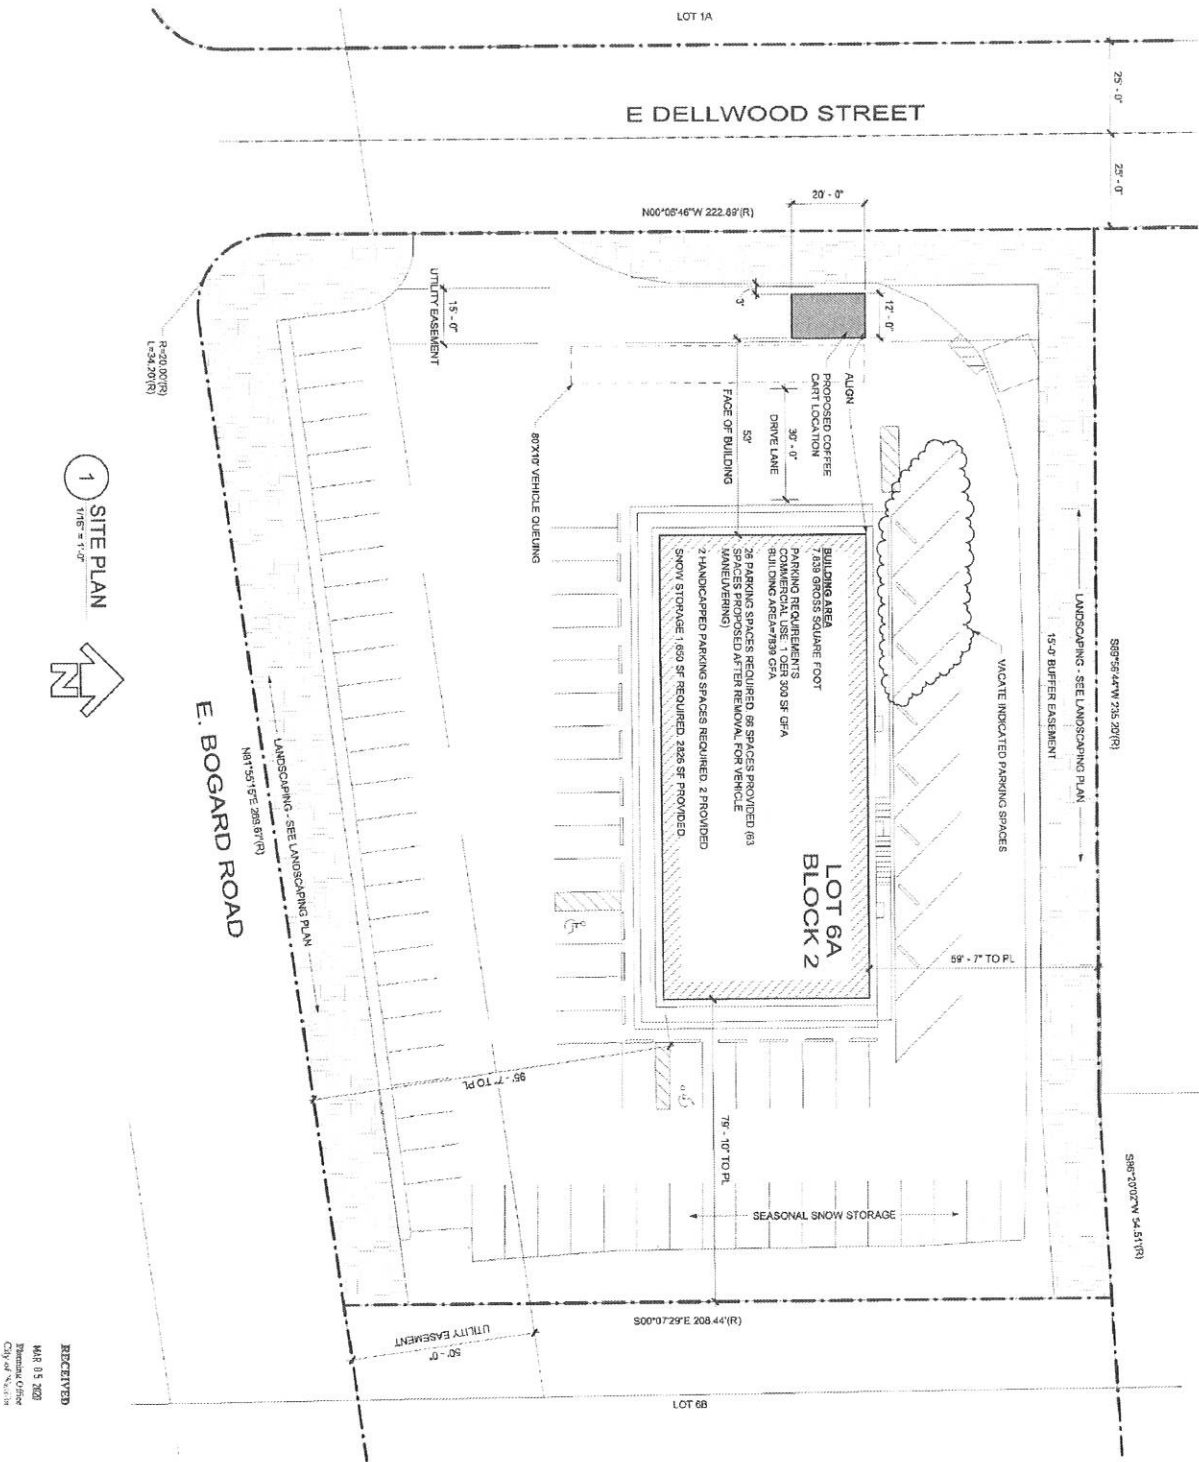 LOT 1A
E DELLWOOD STREET
25' - 0"
25' - 0"
20' - 0"
N00°06'46"W 222.89'(R)
3'
12' - 0"
15' - 0"
UTILITY EASEMENT
R=20.00'(R)
L=34.20'(R)
ALIGN
PROPOSED COFFEE
CART LOCATION
30' - 0"
DRIVE LANE
53'
FACE OF BUILDING
80'X10' VEHICLE QUEUING
BUILDING AREA
7,839 GROSS SQUARE FOOT
PARKING REQUIREMENTS
COMMERCIAL USE 1 PER 300 SF GFA
BUILDING AREA=7839 GFA
26 PARKING SPACES REQUIRED, 66 SPACES PROVIDED (63
SPACES PROPOSED AFTER REMOVAL FOR VEHICLE
MANEUVERING)
2 HANDICAPPED PARKING SPACES REQUIRED, 2 PROVIDED
SNOW STORAGE 1,650 SF REQUIRED, 2826 SF PROVIDED
LOT 6A
BLOCK 2
VACATE INDICATED PARKING SPACES
LANDSCAPING - SEE LANDSCAPING PLAN
15'-0" BUFFER EASEMENT
S89°56'44"W 235.20'(R)
59' - 7" TO PL
S86°20'02"W 54.51'(R)
79' - 10" TO PL
95' - 7" TO PL
SEASONAL SNOW STORAGE
S00°07'29"E 208.44'(R)
50' - 0"
UTILITY EASEMENT
LOT 6B
LANDSCAPING - SEE LANDSCAPING PLAN
N81°55'15"E 289.67'(R)
E. BOGARD ROAD
1
SITE PLAN
1/16" = 1'-0"
N
RECEIVED
MAR 05 2020
Planning Office
City of